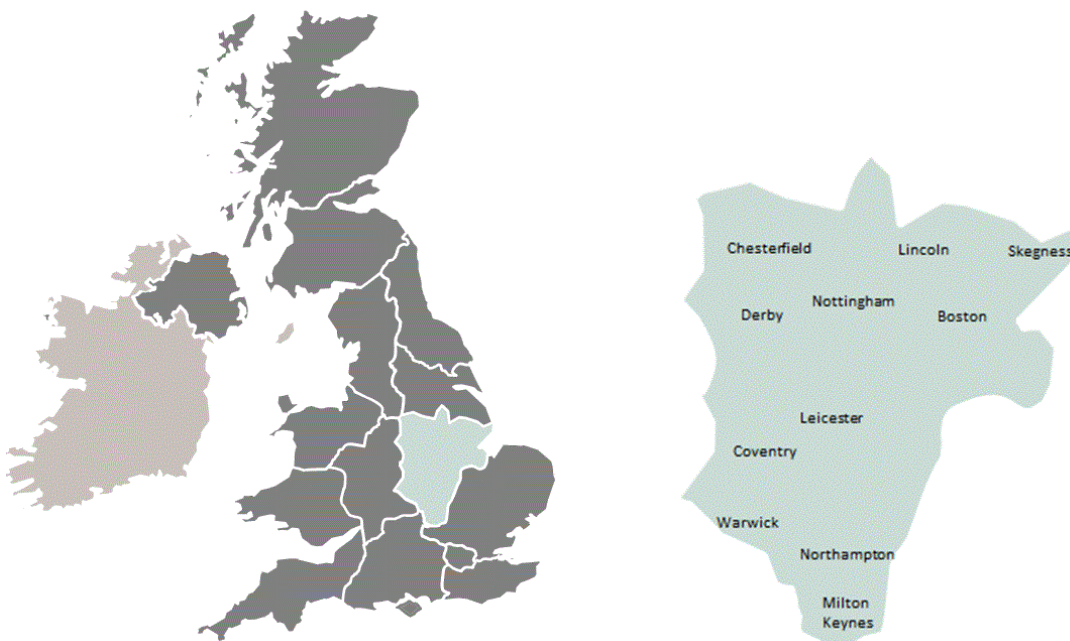 Chesterfield
Lincoln
Skegness
Nottingham
Derby
Boston
Leicester
Coventry
Warwick
Northampton
Milton
Keynes